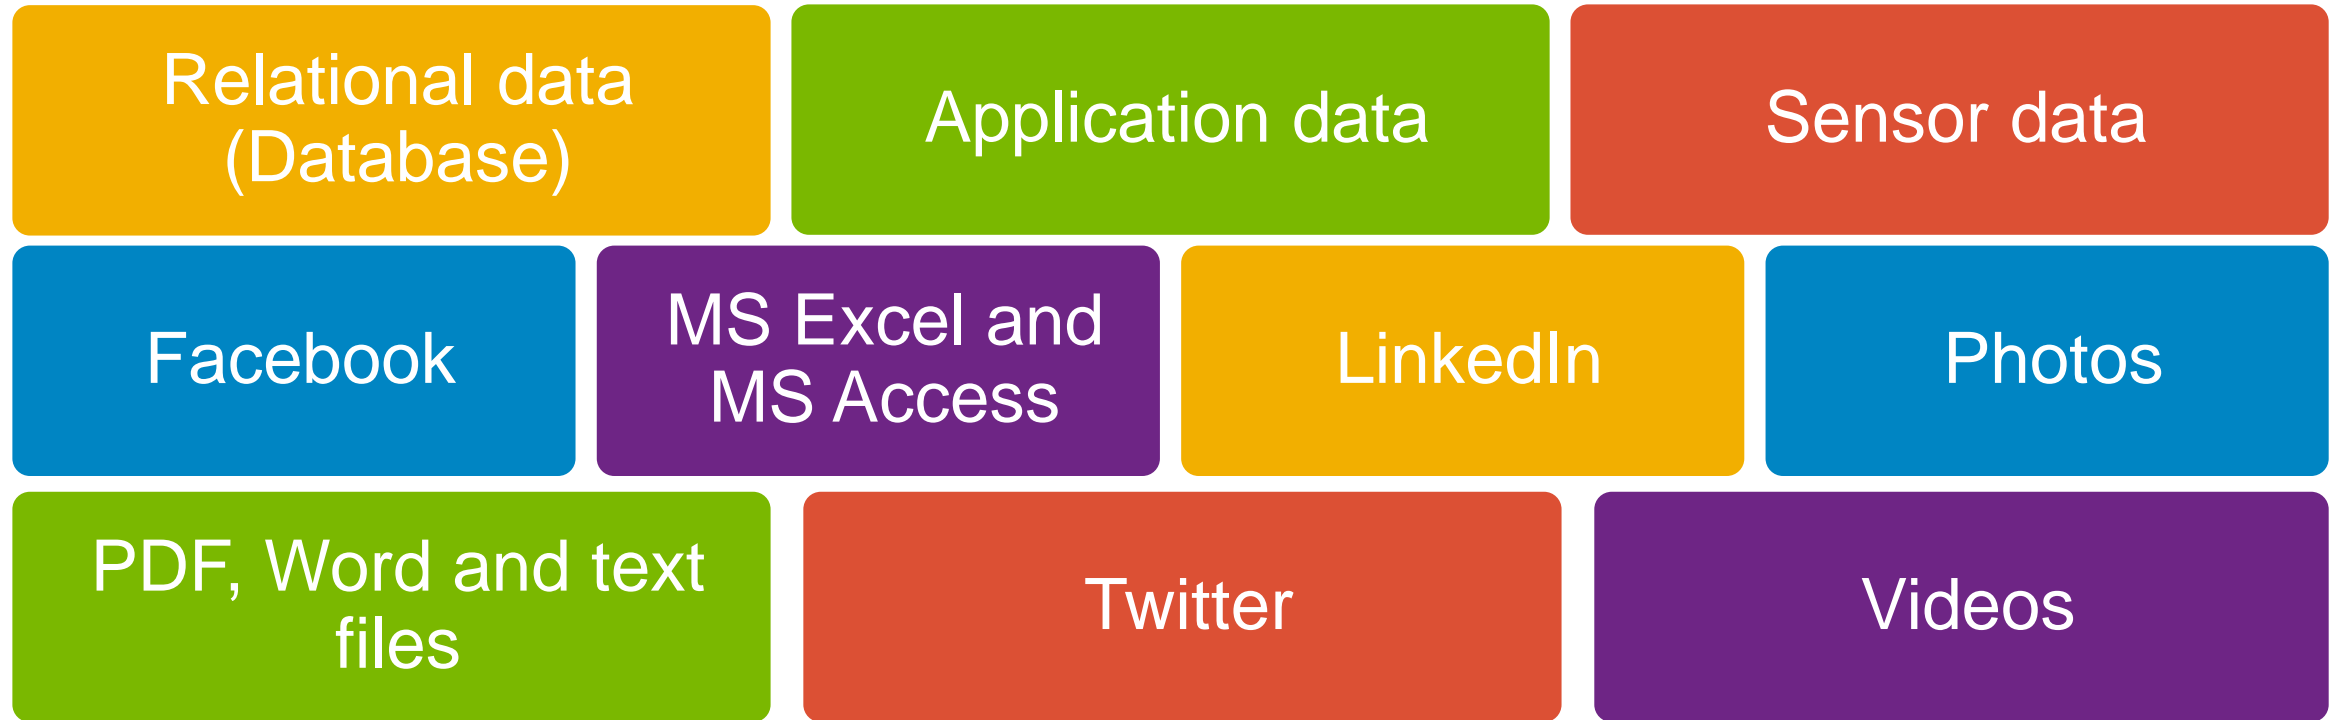 Relational data
(Database)
Application data
Sensor data
Facebook
MS Excel and
MS Access
LinkedIn
Photos
PDF, Word and text
files
Twitter
Videos